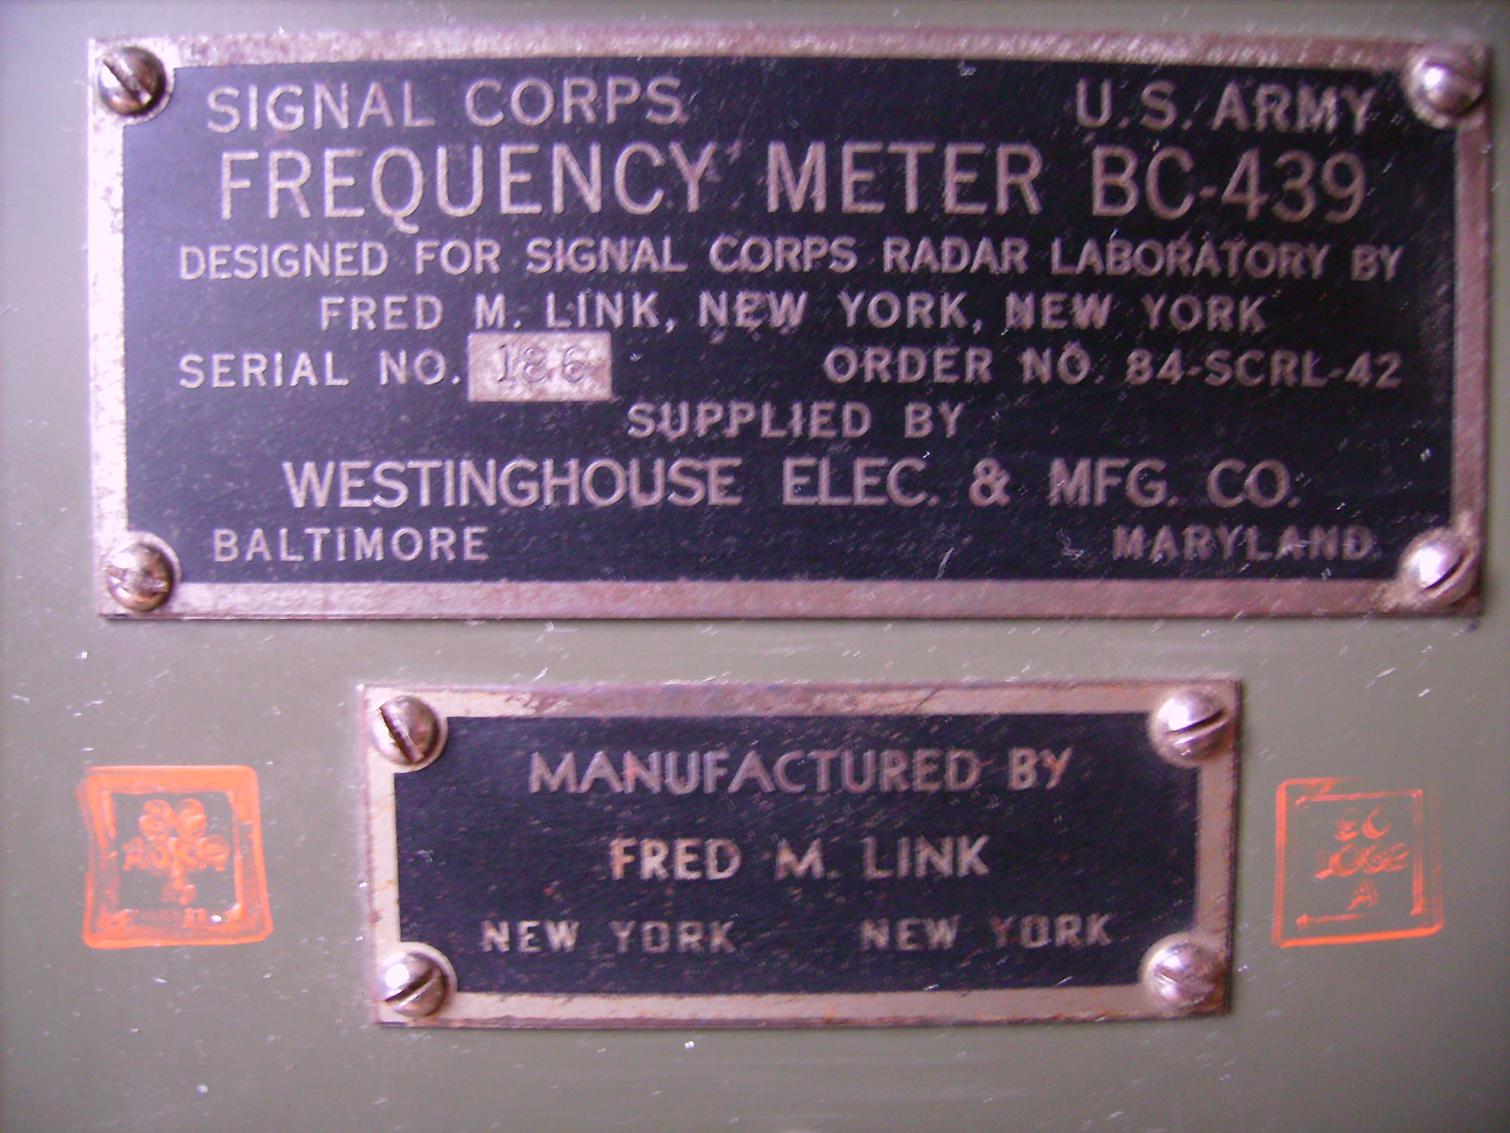 SIGNAL CORPS U.S. ARMY
FREQUENCY METER BC-439
DESIGNED FOR SIGNAL CORPS RADAR LABORATORY BY
FRED M. LINK, NEW YORK, NEW YORK
SERIAL NO. 186 ORDER NO. 84-SCRL-42
SUPPLIED BY
WESTINGHOUSE ELEC. & MFG. CO.
BALTIMORE MARYLAND.
MANUFACTURED BY
FRED M. LINK
NEW YORK NEW YORK